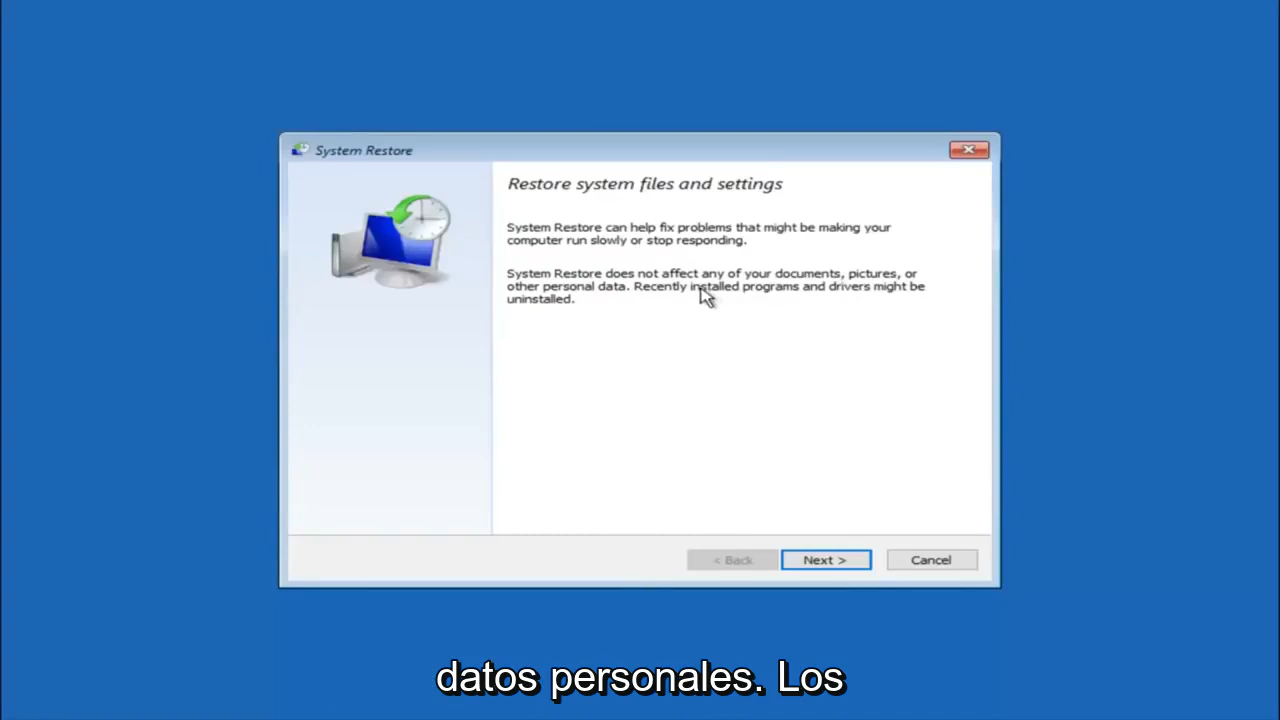 System Restore
Restore system files and settings
System Restore can help fix problems that might be making your
computer run slowly or stop responding.
System Restore does not affect any of your documents, pictures, or
other personal data. Recently installed programs and drivers might be
uninstalled.
< Back
Next >
Cancel
datos personales. Los